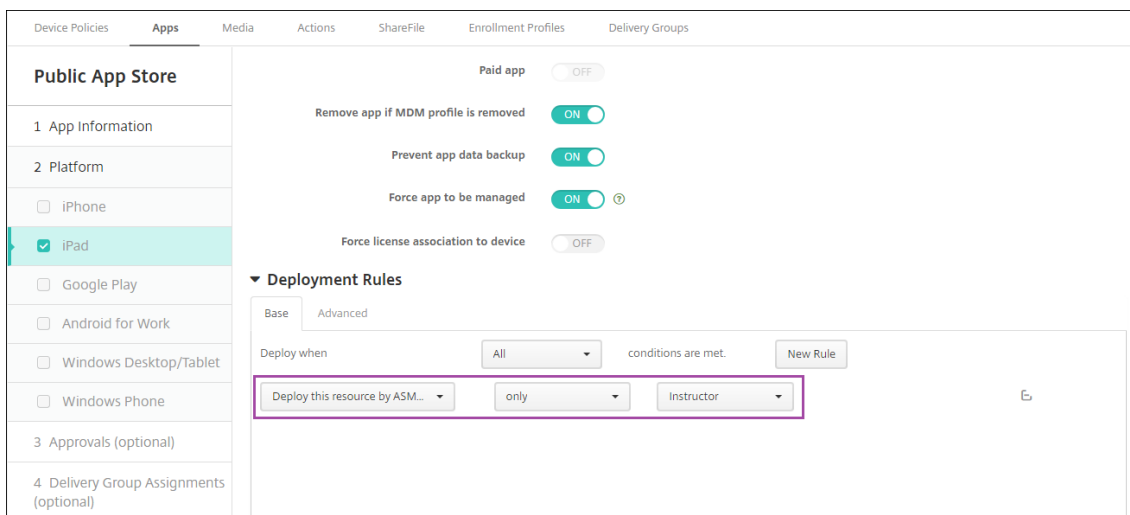 Device Policies Apps Media Actions ShareFile Enrollment Profiles Delivery Groups
Public App Store
1 App Information
2 Platform
iPhone
iPad
Google Play
Android for Work
Windows Desktop/Tablet
Windows Phone
3 Approvals (optional)
4 Delivery Group Assignments
(optional)
Paid app OFF
Remove app if MDM profile is removed ON
Prevent app data backup ON
Force app to be managed ON ?
Force license association to device OFF
Deployment Rules
Base Advanced
Deploy when All conditions are met. New Rule
Deploy this resource by ASM... only Instructor